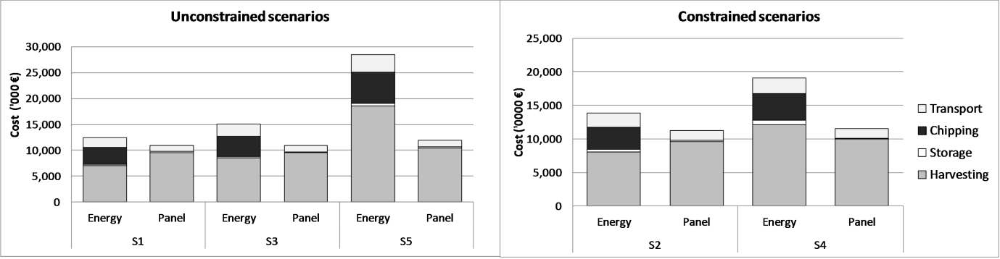 Unconstrained scenarios
Cost ('000 €)
30,000
25,000
20,000
15,000
10,000
5,000
0
Energy Panel Energy Panel Energy Panel
S1 S3 S5
Constrained scenarios
Cost ('0000 €)
25,000
20,000
15,000
10,000
5,000
0
Energy Panel Energy Panel
S2 S4
Transport
Chipping
Storage
Harvesting